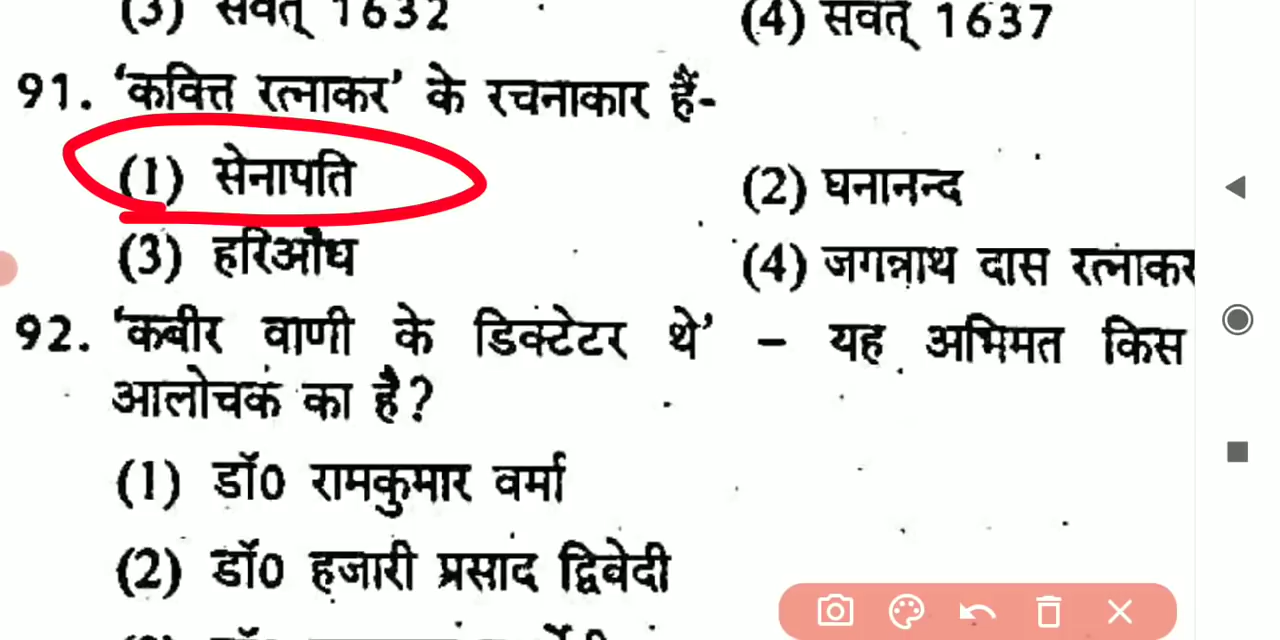 (3) संवत् 1632 (4) संवत् 1637
91. ‘कवित्त रत्नाकर’ के रचनाकार हैं-
(1) सेनापति (2) घनानन्द
(3) हरिऔध (4) जगन्नाथ दास रत्नाकर
92. ‘कबीर वाणी के डिक्टेटर थे’ – यह अभिमत किस
आलोचक का है?
(1) डॉ0 रामकुमार वर्मा
(2) डॉ0 हजारी प्रसाद द्विवेदी